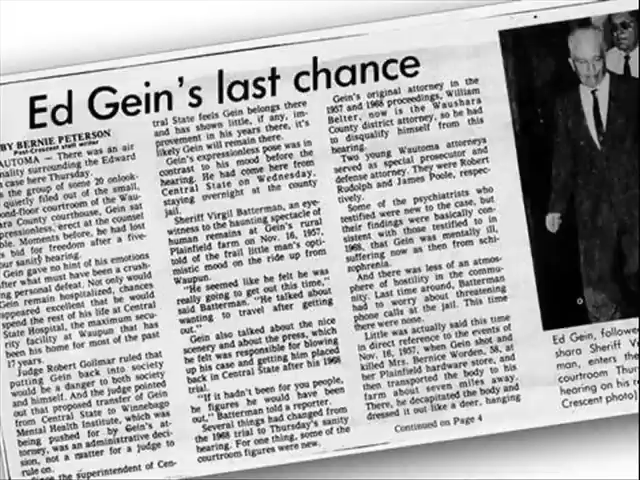 Ed Gein's last chance
BY BERNIE PETERSON
Post-Crescent staff writer
AUTOMA — There was an air
nality surrounding the Edward
case here Thursday.
s the group of some 20 onlook-
quietly filed out of the small,
ond-floor courtroom of the Wau-
ara County courthouse, Gein sat
pressionless, erect at the counsel
ble. Moments before, he had lost
bid for freedom after a five-
our sanity hearing.
Gein gave no hint of his emotions
after what must have been a crush-
ing personal defeat. Not only would
Gein remain hospitalized, chances
appeared excellent that he would
spend the rest of his life at Central
State Hospital, the maximum secu-
rity facility at Waupun that has
been his home for most of the past
17 years.
Judge Robert Gollmar ruled that
putting Gein back into society
would be a danger to both society
and himself. And the judge pointed
out that proposed transfer of Gein
from Central State to Winnebago
Mental Health Institute, which was
being pushed for by Gein's at-
torney, was an administrative deci-
sion, not a matter for a judge to
rule on.
Since the superintendent of Cen-
tral State feels Gein belongs there
and has shown little, if any, im-
provement in his years there, it's
likely Gein will remain there.
Gein's expressionless pose was in
contrast to his mood before the
hearing. He had come here from
Central State on Wednesday,
staying overnight at the county
jail.
Sheriff Virgil Batterman, an eye-
witness to the unfolding spectacle of
human remains at Gein's rural
Plainfield farm on Nov. 16, 1957,
told of the frail little man's opti-
mistic mood on the ride up from
Waupun.
"He seemed like he felt he was
really going to get out this time,"
said Batterman. "He talked about
wanting to travel after getting
out."
Gein also talked about the nice
scenery and about the press, which
he felt was responsible for blowing
up his case and getting him placed
back in Central State after his 1968
trial.
"If it hadn't been for you people,
he figures he would have been
out," Batterman told a reporter.
Several things had changed from
the 1968 trial to Thursday's sanity
hearing. For one thing, some of the
courtroom figures were new.
Gein's original attorney in the
1957 and 1968 proceedings, William
Belter, now is the Waushara
County district attorney, so he had
to disqualify himself from this
hearing.
Two young Wautoma attorneys
served as special prosecutor and
defense attorney. They were Robert
Rudolph and James Poole, respec-
tively.
Some of the psychiatrists who
testified were new to the case, but
their findings were basically con-
sistent with those testified to in
1968, that Gein was mentally ill,
suffering now as then from schi-
zophrenia.
And there was less of an atmos-
phere of hostility in the commu-
nity. Last time around, Batterman
had to worry about threatening
phone calls at the jail. This time
there were none.
Little was actually said this time
in direct reference to the events of
Nov. 16, 1957, when Gein shot and
killed Mrs. Bernice Worden, 58, at
her Plainfield hardware store, and
then transported the body to his
farm about seven miles away.
There, he decapitated the body and
dressed it out like a deer, hanging
Continued on Page 4
Ed Gein, followe
shara Sheriff V
man, enters th
courtroom Thu
hearing on his
Crescent photo)